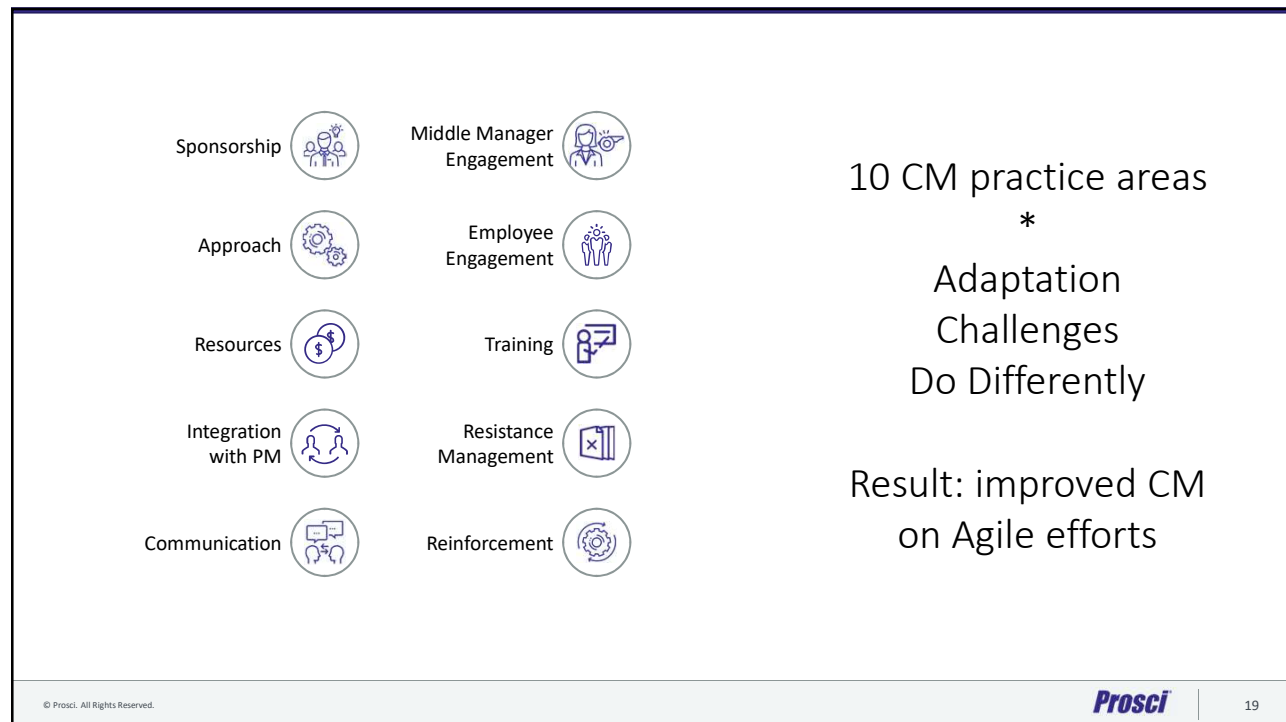 Sponsorship
Approach
Resources
Integration
with PM
Communication
Middle Manager
Engagement
Employee
Engagement
Training
Resistance
Management
Reinforcement
10 CM practice areas
*
Adaptation
Challenges
Do Differently
Result: improved CM
on Agile efforts
© Prosci. All Rights Reserved.
Prosci
19